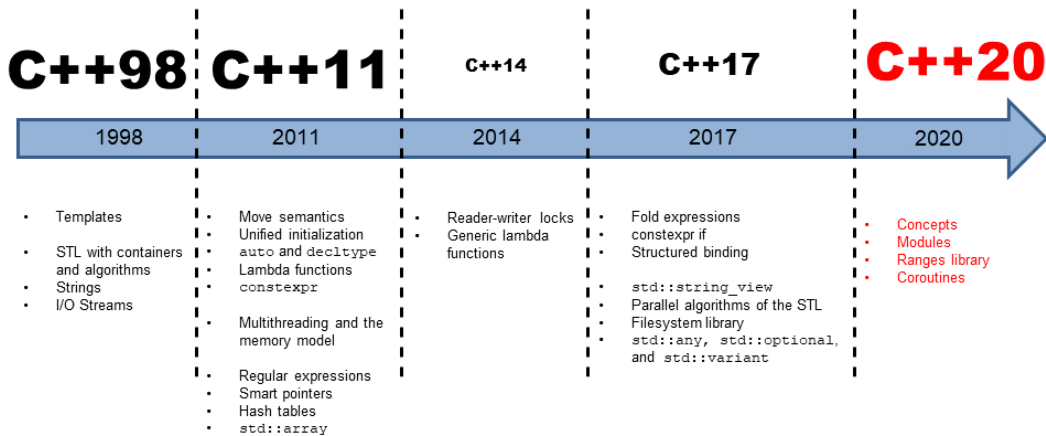 C++98
C++11
C++14
C++17
C++20
1998
2011
2014
2017
2020
• Templates
• STL with containers
and algorithms
• Strings
• I/O Streams
• Move semantics
• Unified initialization
• auto and decltype
• Lambda functions
• constexpr
• Multithreading and the
memory model
• Regular expressions
• Smart pointers
• Hash tables
• std::array
• Reader-writer locks
• Generic lambda
functions
• Fold expressions
• constexpr if
• Structured binding
• std::string_view
• Parallel algorithms of the STL
• Filesystem library
• std::any, std::optional,
and std::variant
• Concepts
• Modules
• Ranges library
• Coroutines